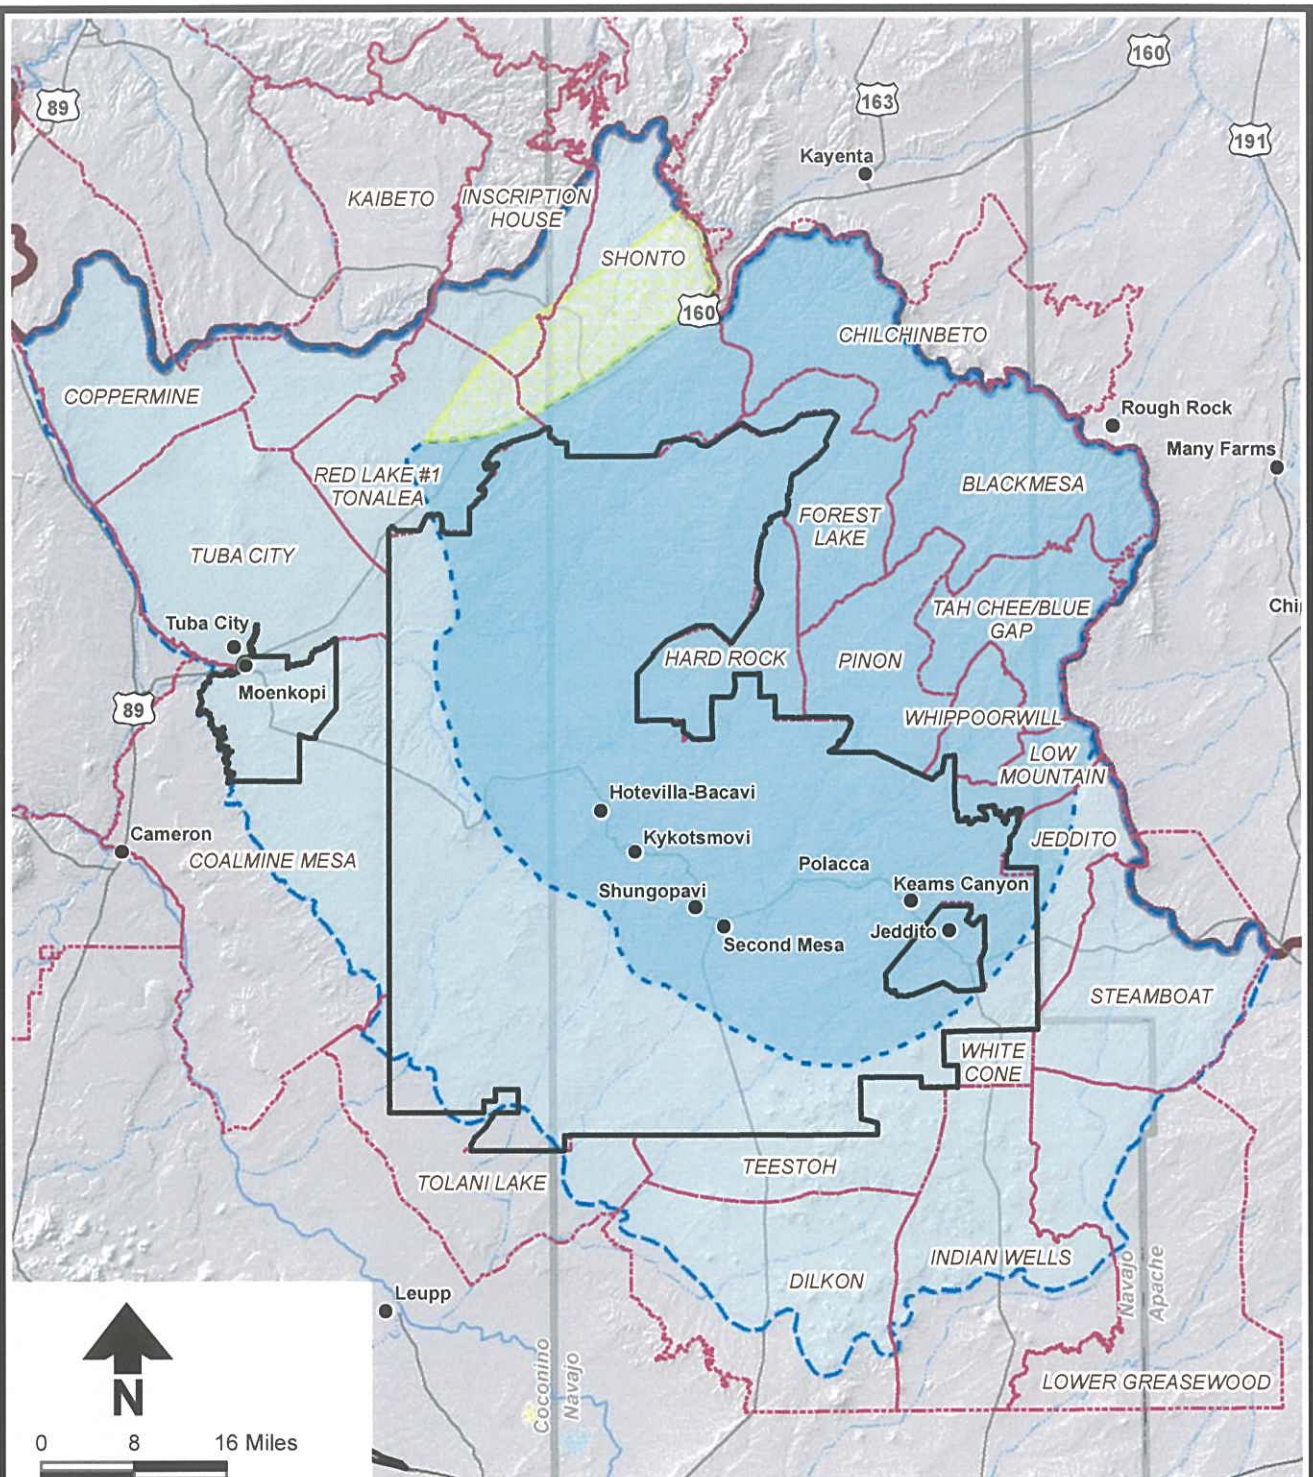 160
89
163
191
Kayenta
KAIBETO
INSCRIPTION
HOUSE
SHONTO
160
CHILCHINBETO
COPPERMINE
Rough Rock
Many Farms
RED LAKE #1
TONALEA
BLACKMESA
FOREST
LAKE
TUBA CITY
TAH CHEE/BLUE
GAP
Chi
Tuba City
HARD ROCK
PINON
Moenkopi
89
WHIPPOORWILL
LOW
MOUNTAIN
Hotevilla-Bacavi
Cameron
Kykotsmovi
JEDDITO
COALMINE MESA
Polacca
Shungopavi
Keams Canyon
Jeddito
Second Mesa
STEAMBOAT
WHITE
CONE
TEESTOH
TOLANI LAKE
INDIAN WELLS
DILKON
Navajo
Apache
Leupp
Coconino
Navajo
LOWER GREASEWOOD
N
0 8 16 Miles